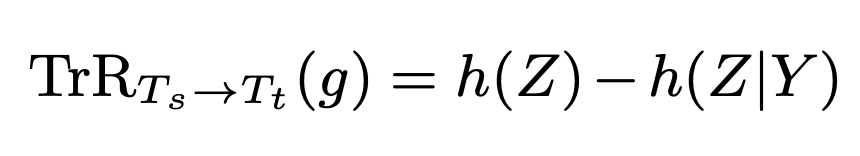 TrR_{T_s→T_t}(g) = h(Z) − h(Z|Y)